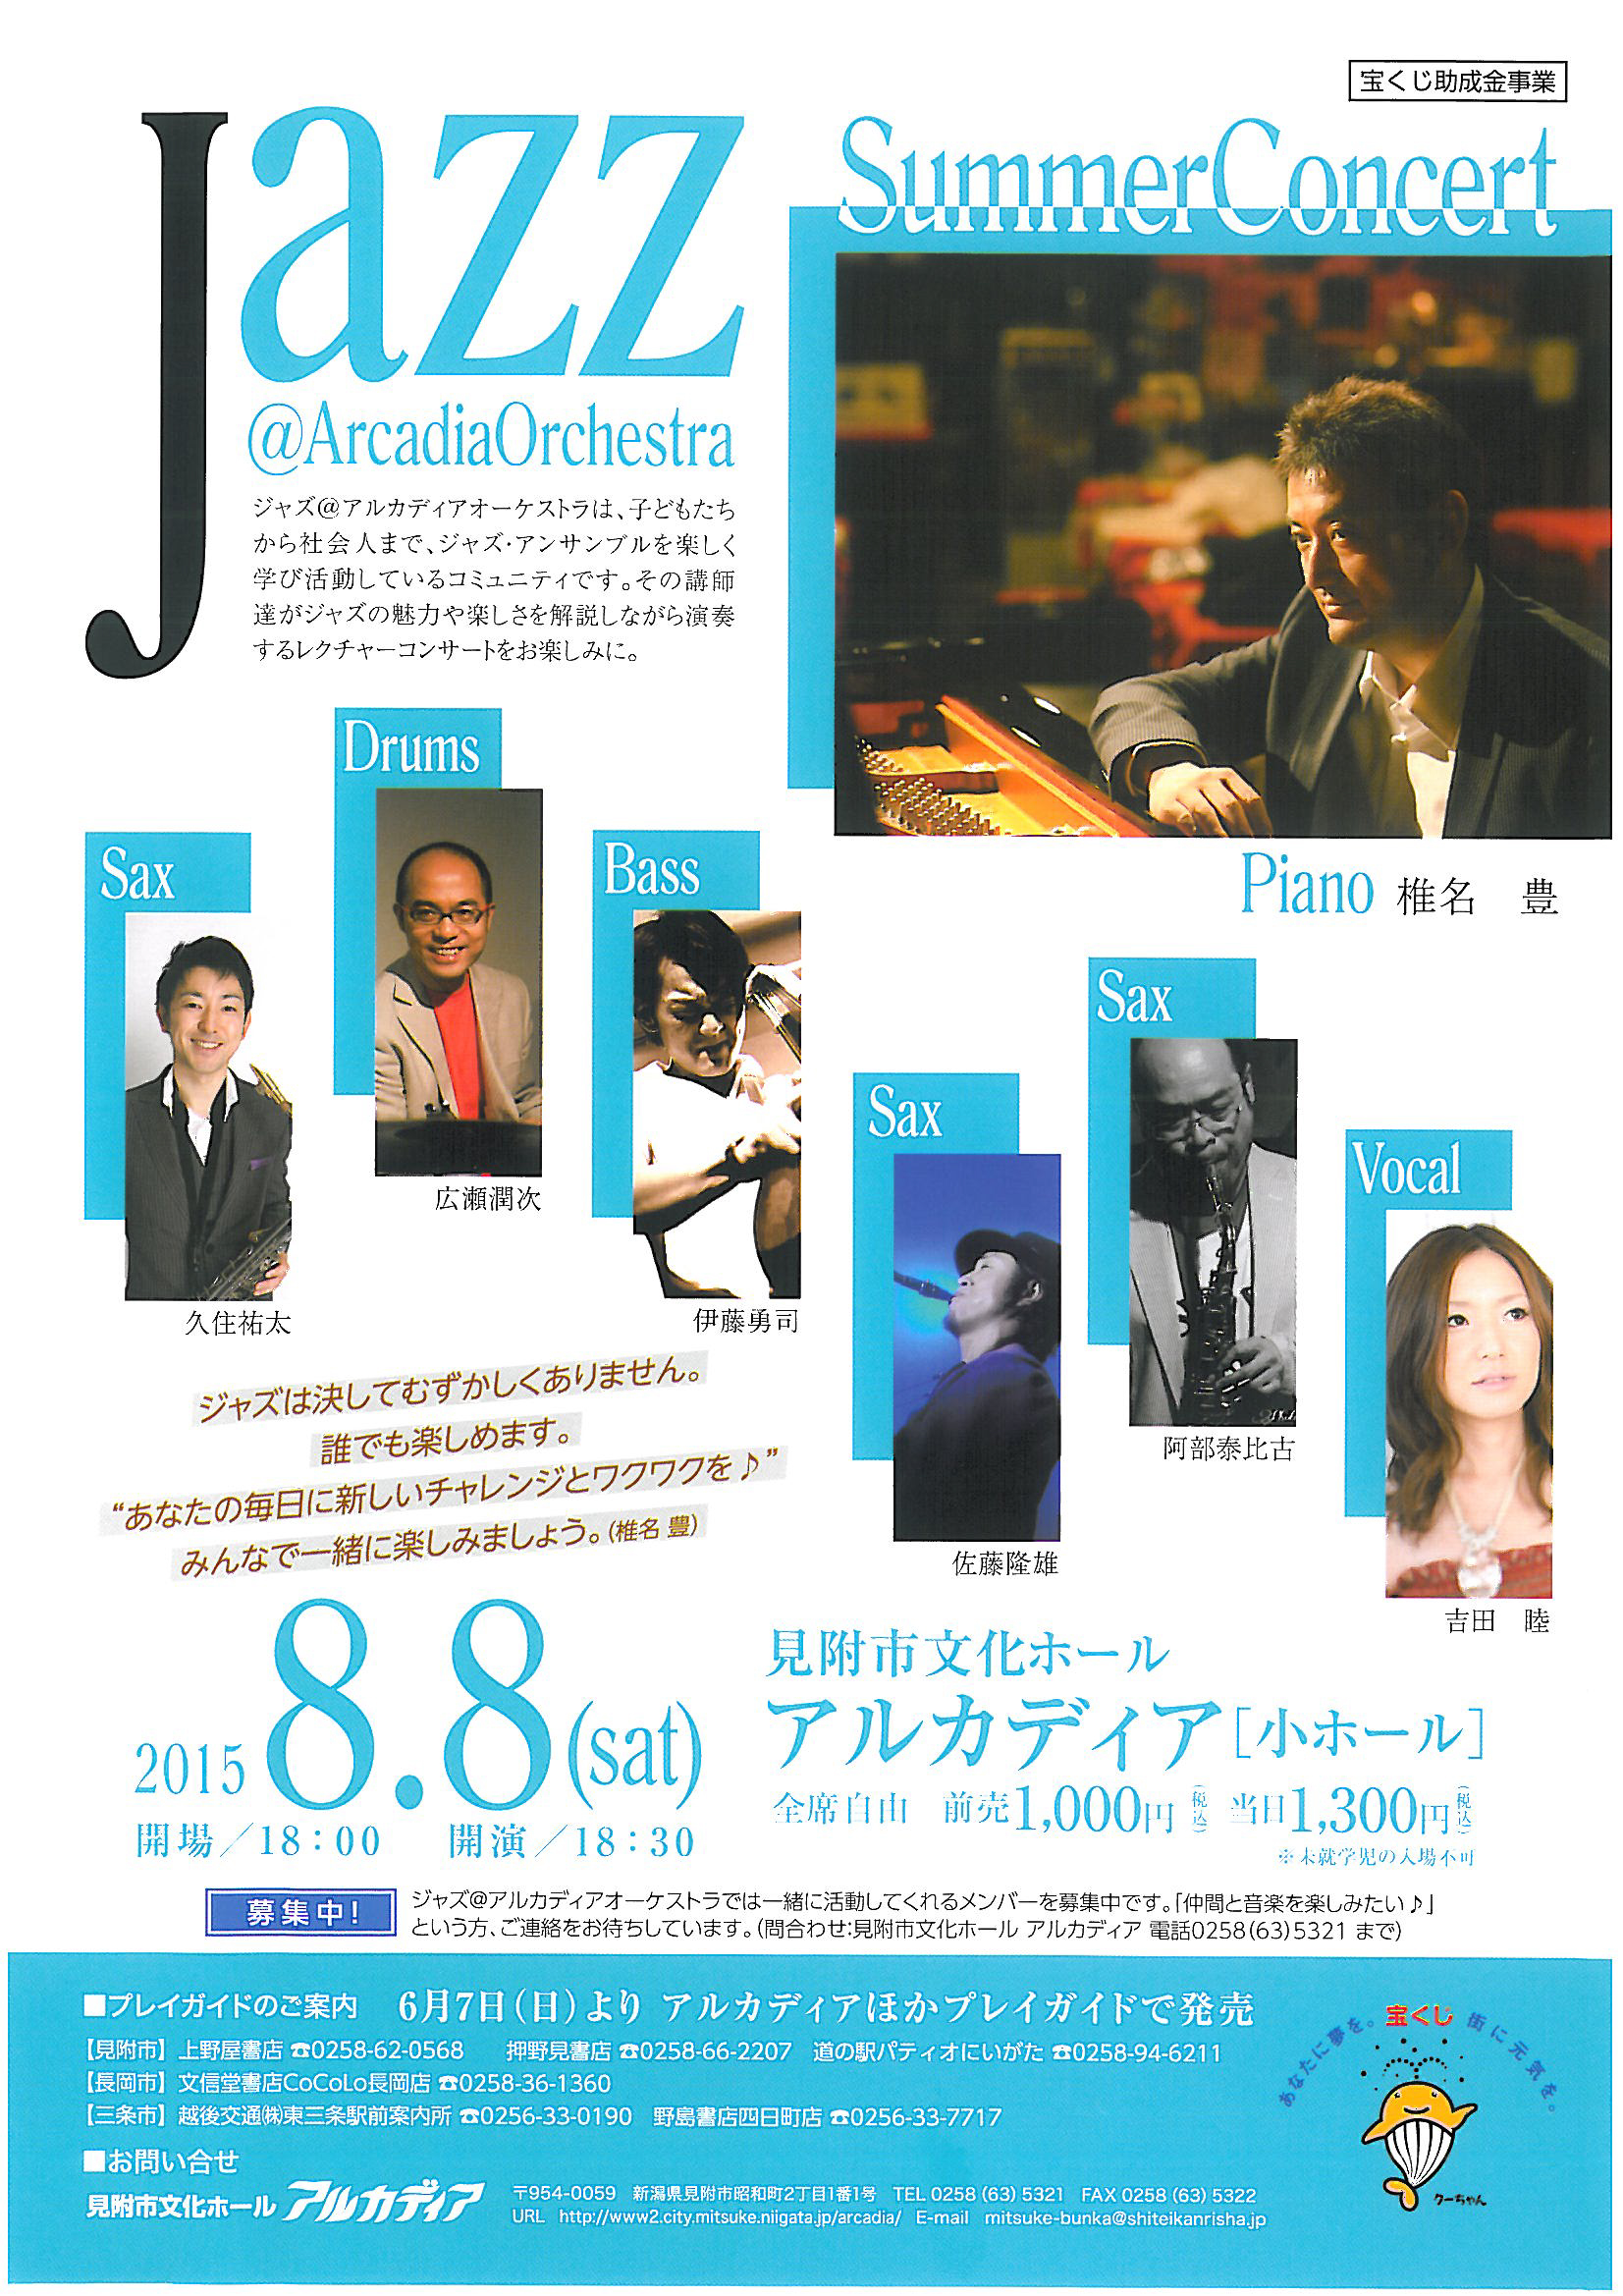 宝くじ助成金事業
Jazz
SummerConcert
@ArcadiaOrchestra
ジャズ@アルカディアオーケストラは、子どもたち
から社会人まで、ジャズ・アンサンブルを楽しく
学び活動しているコミュニティです。その講師
達がジャズの魅力や楽しさを解説しながら演奏
するレクチャーコンサートをお楽しみに。
Piano 椎名 豊
Drums
広瀬潤次
Sax
久住祐太
Bass
伊藤勇司
Sax
阿部泰比古
Sax
佐藤隆雄
Vocal
吉田 睦
ジャズは決してむずかしくありません。
誰でも楽しめます。
“あなたの毎日に新しいチャレンジとワクワクを♪”
みんなで一緒に楽しみましょう。(椎名 豊)
2015 8.8(sat)
開場／18：00 開演／18：30
見附市文化ホール
アルカディア[小ホール]
全席自由 前売1,000円(税込) 当日1,300円(税込)
※未就学児の入場不可
募集中!
ジャズ@アルカディアオーケストラでは一緒に活動してくれるメンバーを募集中です。「仲間と音楽を楽しみたい♪」
という方、ご連絡をお待ちしています。(問合わせ:見附市文化ホール アルカディア 電話0258(63)5321 まで)
■プレイガイドのご案内 6月7日(日)より アルカディアほかプレイガイドで発売
【見附市】上野屋書店 ☎0258-62-0568 押野見書店 ☎0258-66-2207 道の駅パティオにいがた ☎0258-94-6211
【長岡市】文信堂書店CoCoLo長岡店 ☎0258-36-1360
【三条市】越後交通㈱東三条駅前案内所 ☎0256-33-0190 野島書店四日町店 ☎0256-33-7717
■お問い合せ
見附市文化ホール アルカディア
〒954-0059 新潟県見附市昭和町2丁目1番1号 TEL 0258 (63) 5321 FAX 0258 (63) 5322
URL http://www2.city.mitsuke.niigata.jp/arcadia/ E-mail mitsuke-bunka@shiteikanrisha.jp
あなたに夢を。宝くじ 街に元気を。
クーちゃん